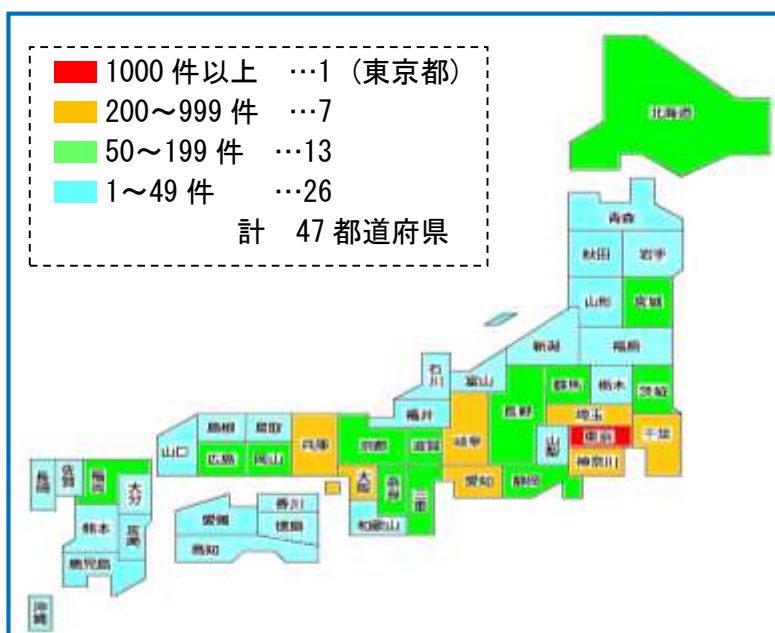 1000 件以上 …1 (東京都)
200～999 件 …7
50～199 件 …13
1～49 件 …26
計 47 都道府県
北海道
青森
秋田 岩手
山形 宮城
新潟 福島
石川 富山 長野 群馬 栃木 茨城
福井 岐阜 埼玉
島根 鳥取 兵庫 京都 滋賀 山梨 東京 千葉
山口 広島 岡山 大阪 奈良 三重 愛知 静岡 神奈川
長崎 佐賀 福岡 大分
愛媛 香川 和歌山
熊本 宮崎 高知 徳島
鹿児島
沖縄